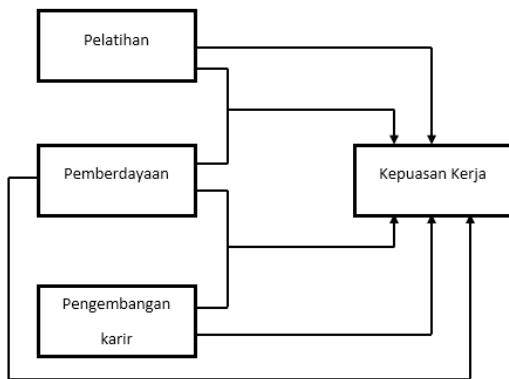 Pelatihan
Pemberdayaan
Kepuasan Kerja
Pengembangan
karir